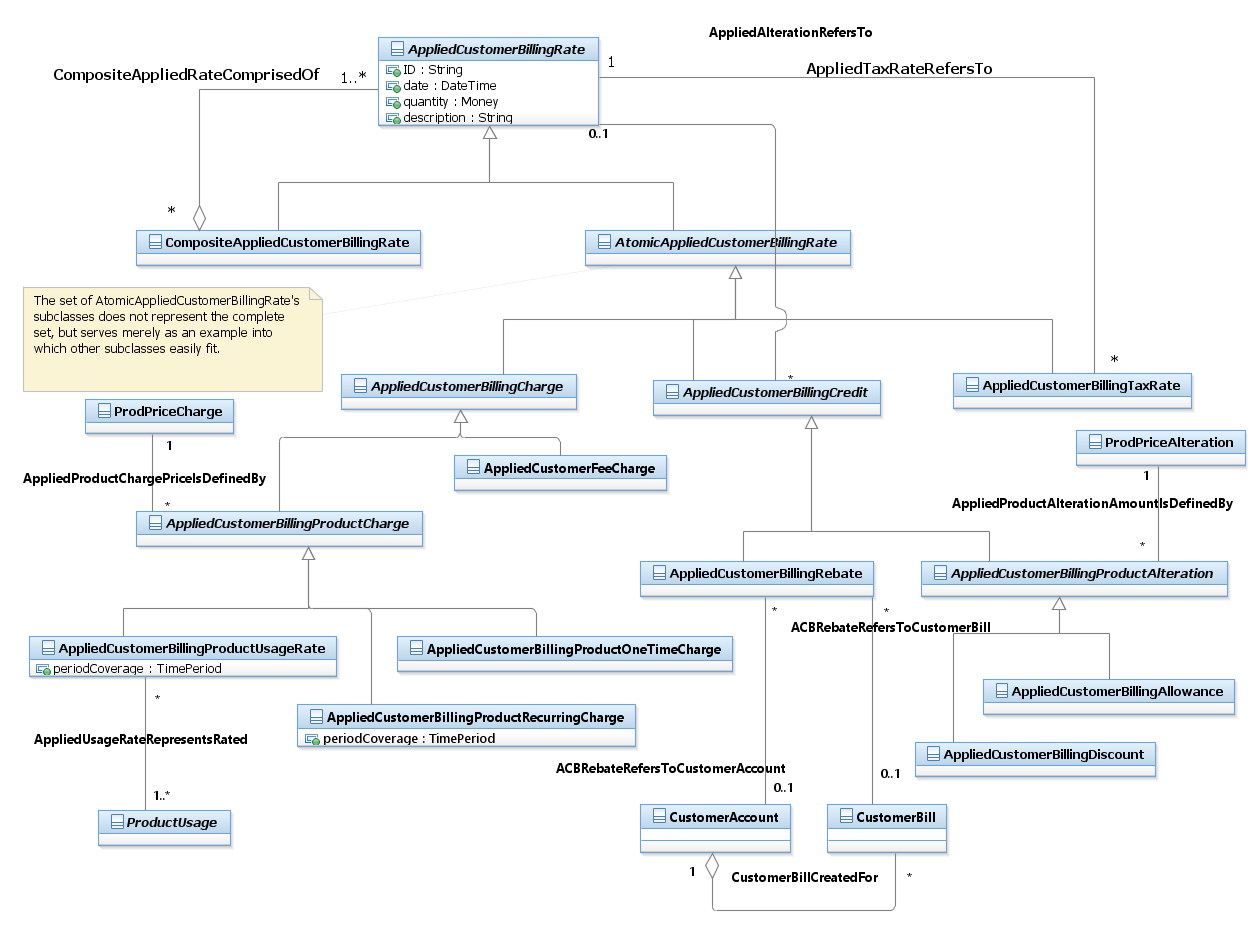 AppliedAlterationRefersTo
AppliedCustomerBillingRate
ID : String
date : DateTime
quantity : Money
description : String
1
AppliedTaxRateRefersTo
CompositeAppliedRateComprisedOf
1..*
0..1
*
CompositeAppliedCustomerBillingRate
AtomicAppliedCustomerBillingRate
The set of AtomicAppliedCustomerBillingRate's
subclasses does not represent the complete
set, but serves merely as an example into
which other subclasses easily fit.
*
*
AppliedCustomerBillingCharge
AppliedCustomerBillingCredit
AppliedCustomerBillingTaxRate
ProdPriceCharge
1
ProdPriceAlteration
AppliedCustomerFeeCharge
AppliedProductChargePriceIsDefinedBy
1
*
AppliedProductAlterationAmountIsDefinedBy
AppliedCustomerBillingProductCharge
*
AppliedCustomerBillingRebate
AppliedCustomerBillingProductAlteration
*
*
ACBRebateRefersToCustomerBill
AppliedCustomerBillingProductUsageRate
periodCoverage : TimePeriod
AppliedCustomerBillingProductOneTimeCharge
*
AppliedCustomerBillingAllowance
AppliedCustomerBillingProductRecurringCharge
periodCoverage : TimePeriod
AppliedUsageRateRepresentsRated
AppliedCustomerBillingDiscount
ACBRebateRefersToCustomerAccount
0..1
0..1
1..*
ProductUsage
CustomerAccount
CustomerBill
1
CustomerBillCreatedFor
*